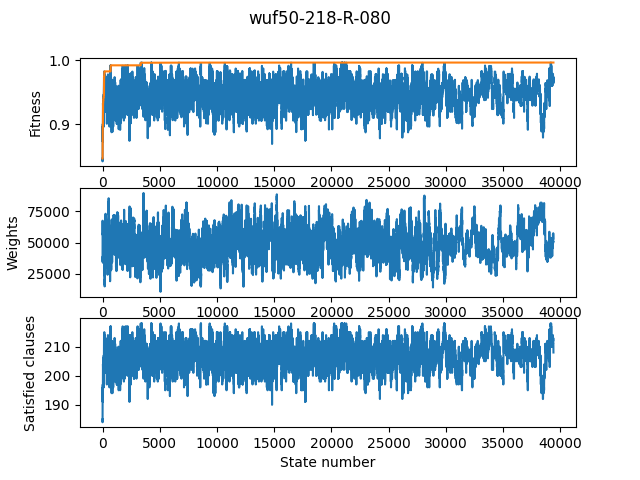 wuf50-218-R-080
1.0
0.9
Fitness
0 5000 10000 15000 20000 25000 30000 35000 40000
75000
50000
25000
Weights
0 5000 10000 15000 20000 25000 30000 35000 40000
210
200
190
Satisfied clauses
0 5000 10000 15000 20000 25000 30000 35000 40000
State number